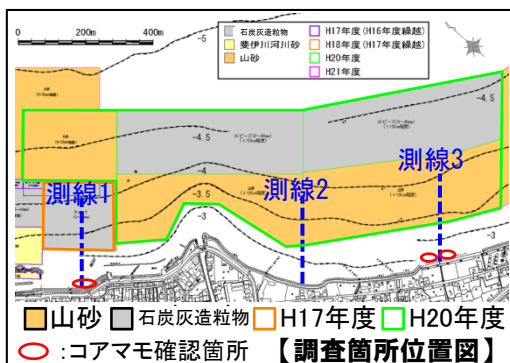 0 200m 400m
石炭灰造粒物
斐伊川河川砂
山砂
H17年度(H16年度繰越)
H18年度(H17年度繰越)
H20年度
H21年度
-5
-4.5
-4.5
-4
-4
-3.5
-3
-3
測線1
測線2
測線3
山砂 石炭灰造粒物 H17年度 H20年度
:コアマモ確認箇所 【調査箇所位置図】